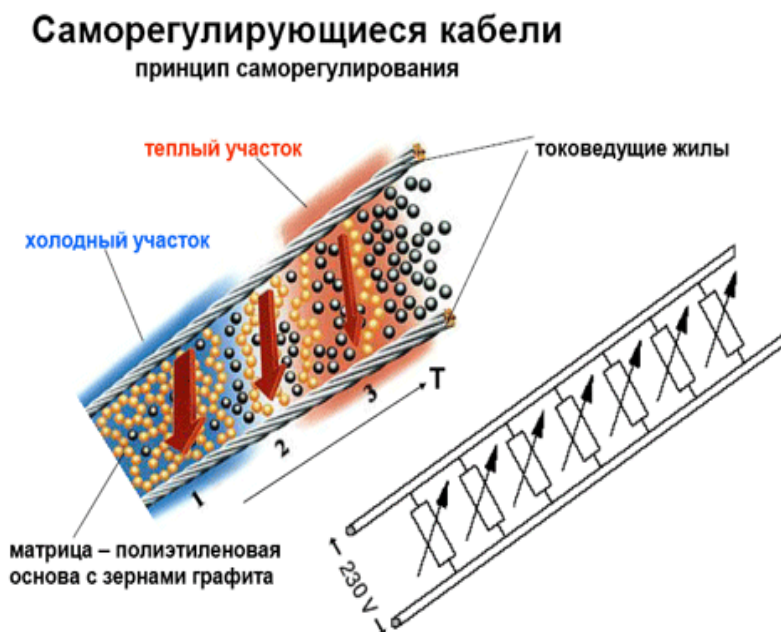 Саморегулирующиеся кабели
принцип саморегулирования
теплый участок
токоведущие жилы
холодный участок
T
3
2
1
матрица – полиэтиленовая
основа с зернами графита
230 V